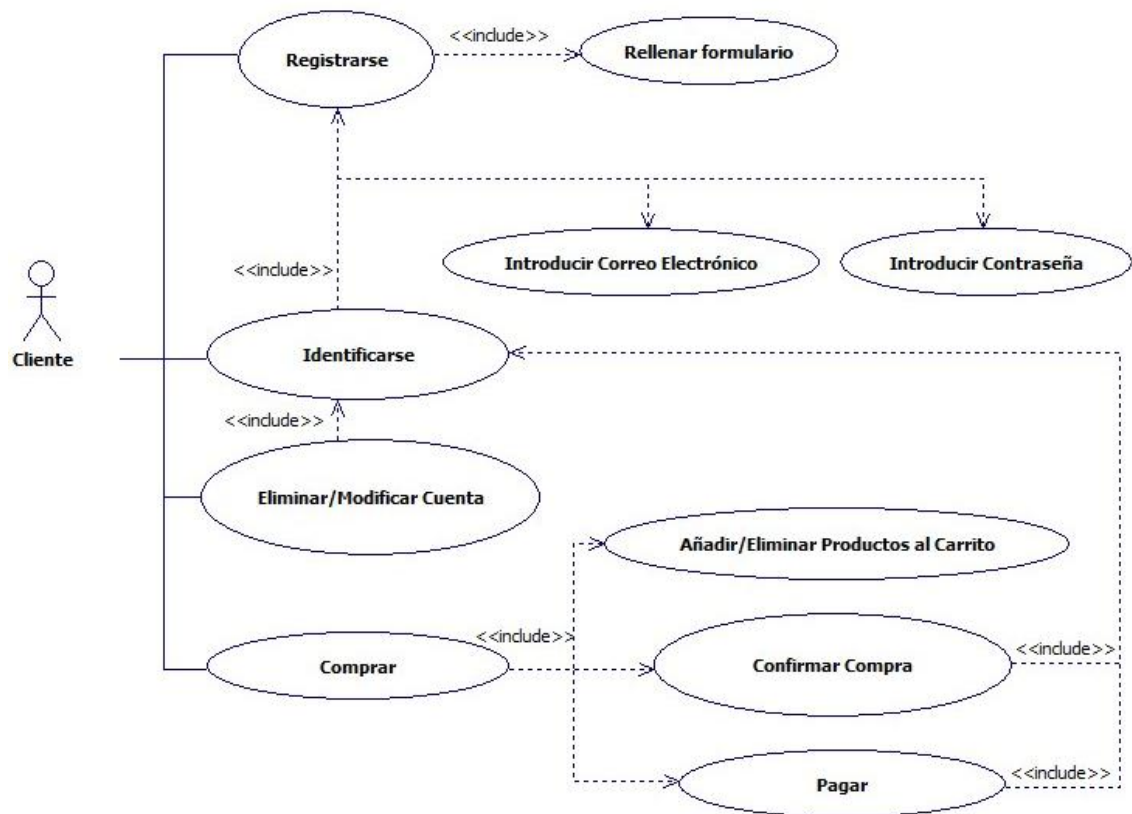 <<include>>
Registrarse
Rellenar formulario
<<include>>
Introducir Correo Electrónico
Introducir Contraseña
Cliente
Identificarse
<<include>>
Eliminar/Modificar Cuenta
Añadir/Eliminar Productos al Carrito
<<include>>
Comprar
Confirmar Compra
<<include>>
Pagar
<<include>>